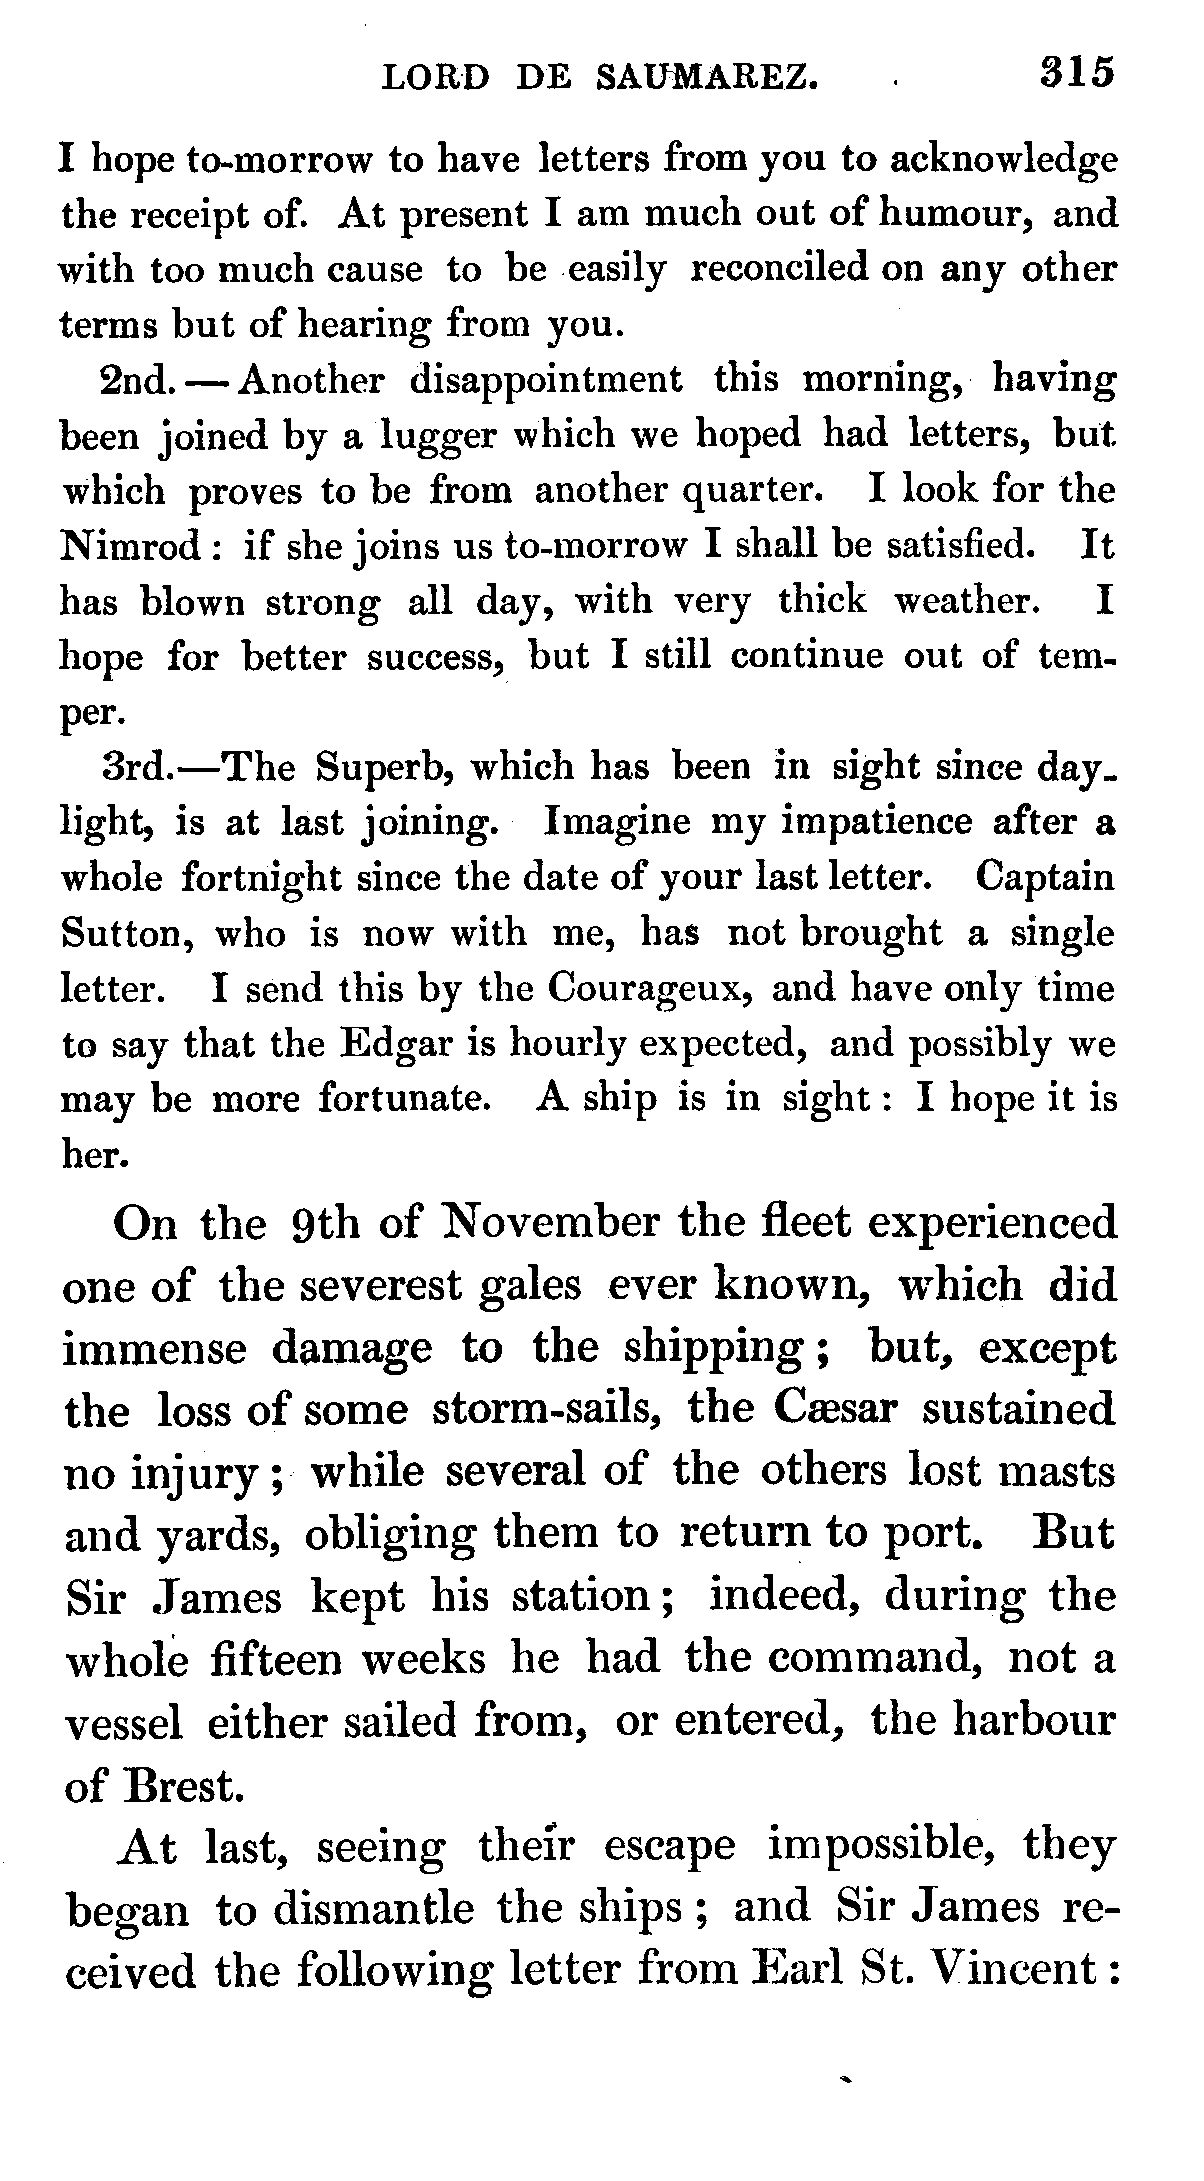 LORD DE SAUMAREZ. 315
I hope to-morrow to have letters from you to acknowledge
the receipt of. At present I am much out of humour, and
with too much cause to be easily reconciled on any other
terms but of hearing from you.
2nd. — Another disappointment this morning, having
been joined by a lugger which we hoped had letters, but
which proves to be from another quarter. I look for the
Nimrod : if she joins us to-morrow I shall be satisfied. It
has blown strong all day, with very thick weather. I
hope for better success, but I still continue out of tem-
per.
3rd.—The Superb, which has been in sight since day-
light, is at last joining. Imagine my impatience after a
whole fortnight since the date of your last letter. Captain
Sutton, who is now with me, has not brought a single
letter. I send this by the Courageux, and have only time
to say that the Edgar is hourly expected, and possibly we
may be more fortunate. A ship is in sight : I hope it is
her.
On the 9th of November the fleet experienced
one of the severest gales ever known, which did
immense damage to the shipping ; but, except
the loss of some storm-sails, the Cæsar sustained
no injury ; while several of the others lost masts
and yards, obliging them to return to port. But
Sir James kept his station ; indeed, during the
whole fifteen weeks he had the command, not a
vessel either sailed from, or entered, the harbour
of Brest.
At last, seeing their escape impossible, they
began to dismantle the ships ; and Sir James re-
ceived the following letter from Earl St. Vincent :